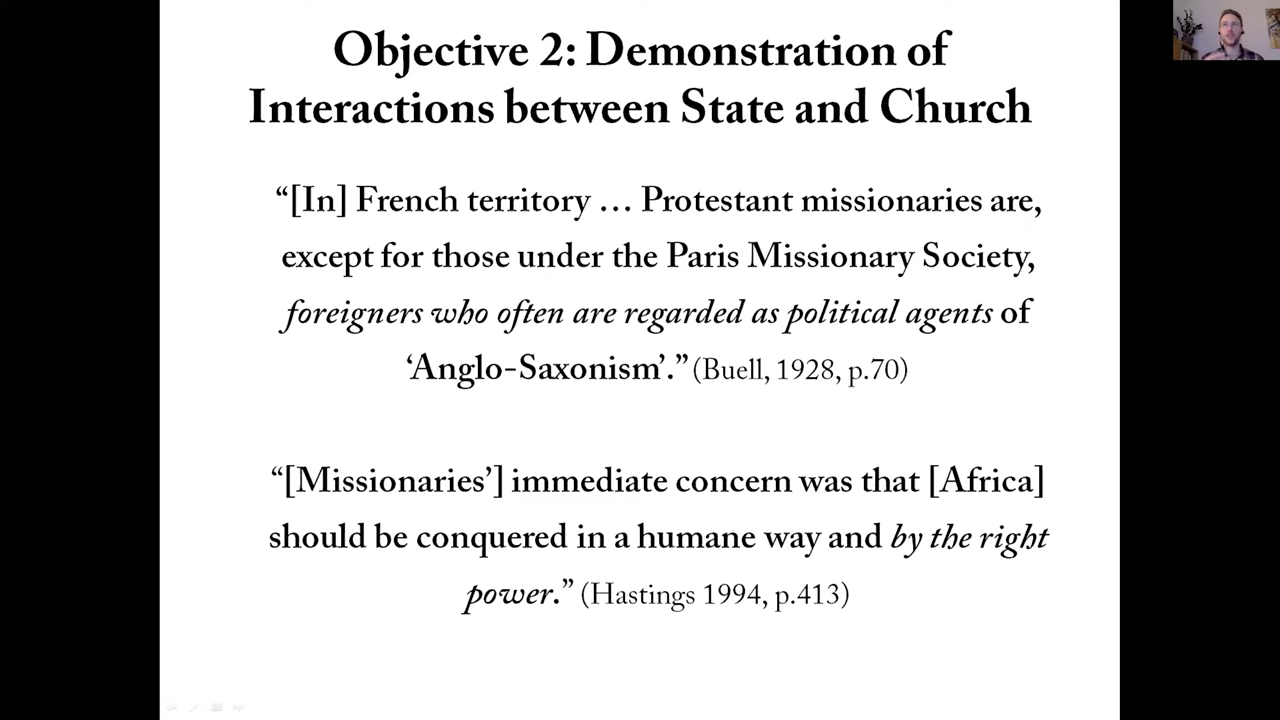 Objective 2: Demonstration of
Interactions between State and Church
“[In] French territory … Protestant missionaries are,
except for those under the Paris Missionary Society,
foreigners who often are regarded as political agents of
‘Anglo-Saxonism’.” (Buell, 1928, p.70)
“[Missionaries’] immediate concern was that [Africa]
should be conquered in a humane way and by the right
power.” (Hastings 1994, p.413)